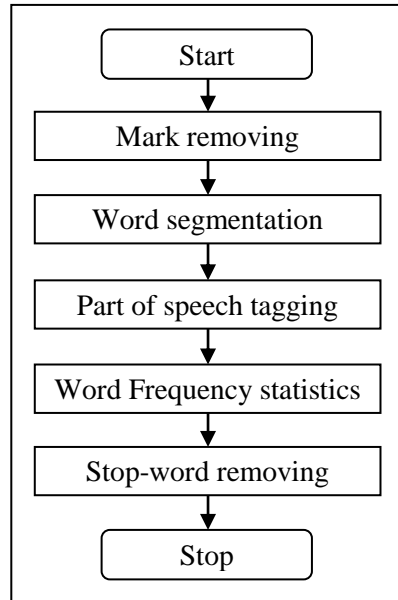 Start
Mark removing
Word segmentation
Part of speech tagging
Word Frequency statistics
Stop-word removing
Stop